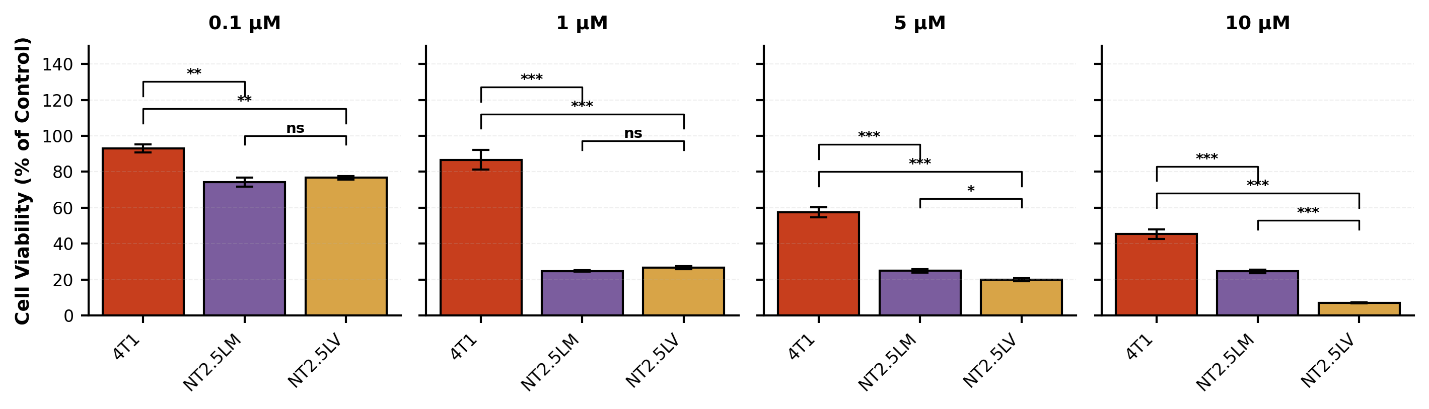 0.1 µM
1 µM
5 µM
10 µM
Cell Viability (% of Control)
140
120
100
80
60
40
20
0
**
**
ns
***
***
ns
***
***
*
***
***
***
4T1
NT2.5LM
NT2.5LV
4T1
NT2.5LM
NT2.5LV
4T1
NT2.5LM
NT2.5LV
4T1
NT2.5LM
NT2.5LV